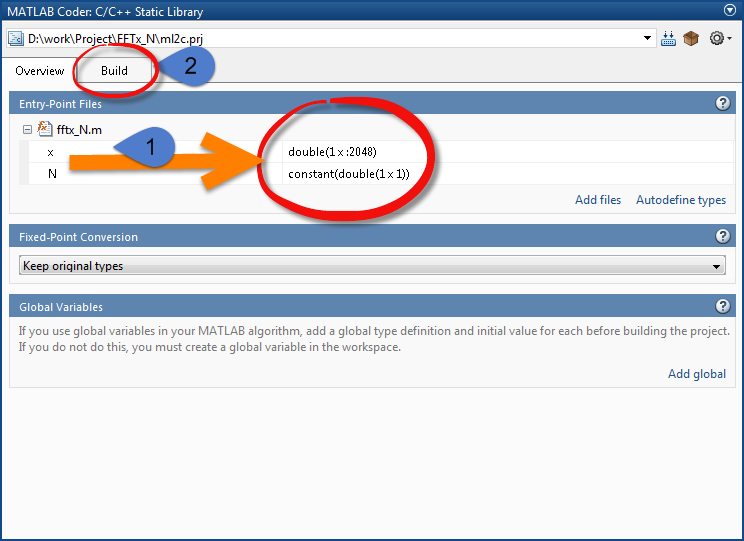 MATLAB Coder: C/C++ Static Library
D:\work\Project\FFTx_N\ml2c.prj
Overview Build 2
Entry-Point Files ?
fftx_N.m
1
x double(1 x :2048)
N constant(double(1 x 1))
Add files Autodefine types
Fixed-Point Conversion ?
Keep original types
Global Variables ?
If you use global variables in your MATLAB algorithm, add a global type definition and initial value for each before building the project.
If you do not do this, you must create a global variable in the workspace.
Add global